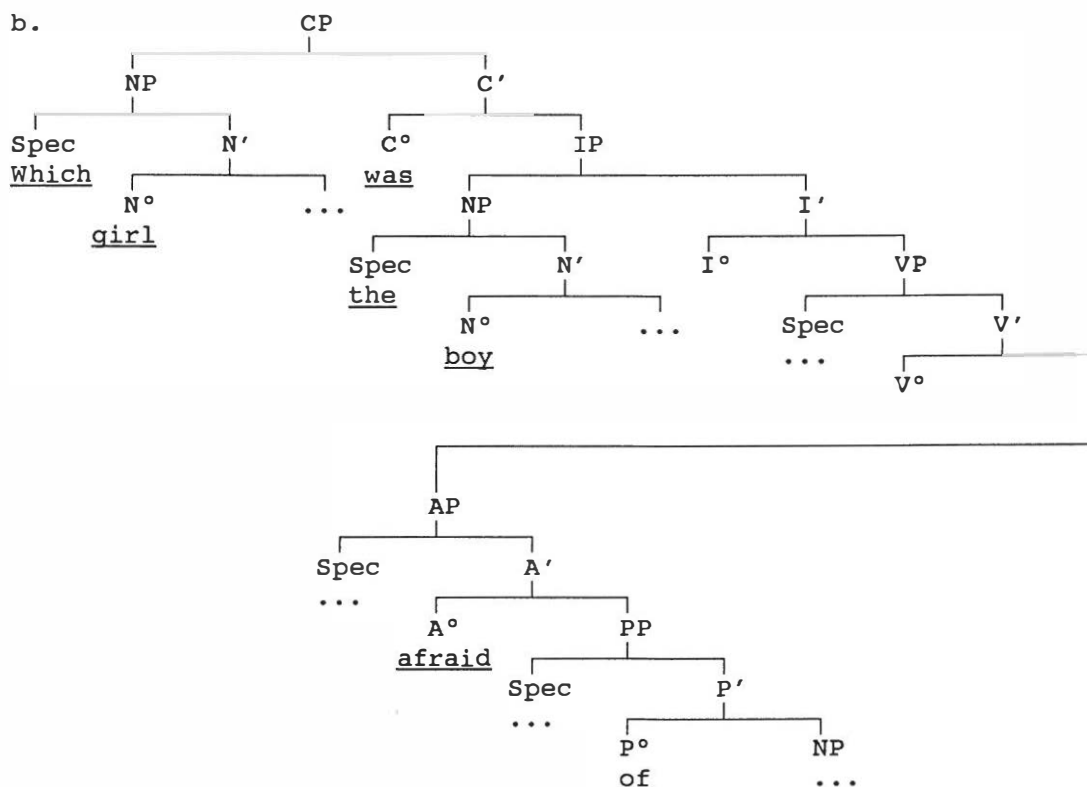 b. CP
NP C'
Spec N' C° IP
Which was
N° ... NP I'
girl
Spec N' I° VP
the
N° ... Spec V'
boy ...
V°
AP
Spec A'
...
A° PP
afraid
Spec P'
...
P° NP
of ...